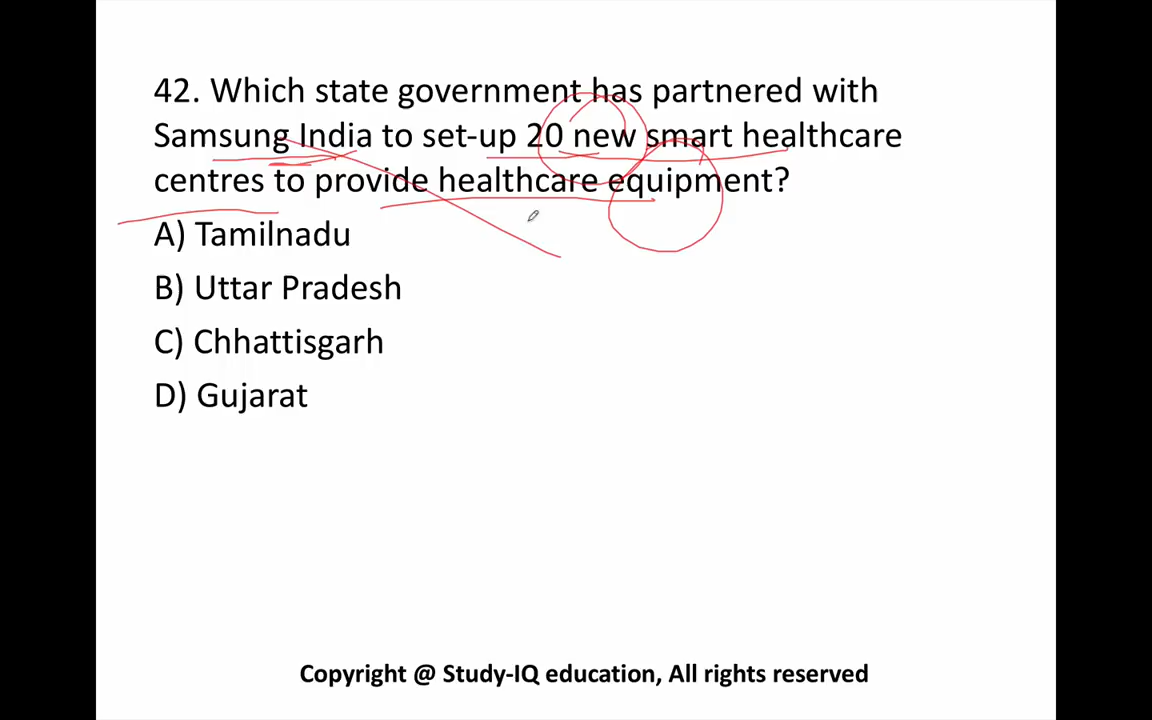 42. Which state government has partnered with
Samsung India to set-up 20 new smart healthcare
centres to provide healthcare equipment?
A) Tamilnadu
B) Uttar Pradesh
C) Chhattisgarh
D) Gujarat
Copyright @ Study-IQ education, All rights reserved